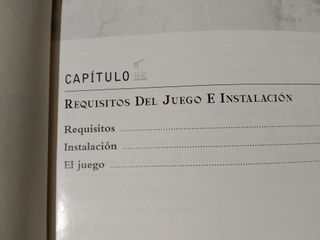 CAPÍTULO
REQUISITOS DEL JUEGO E INSTALACIÓN
Requisitos ................................................
Instalación ................................................
El juego ................................................